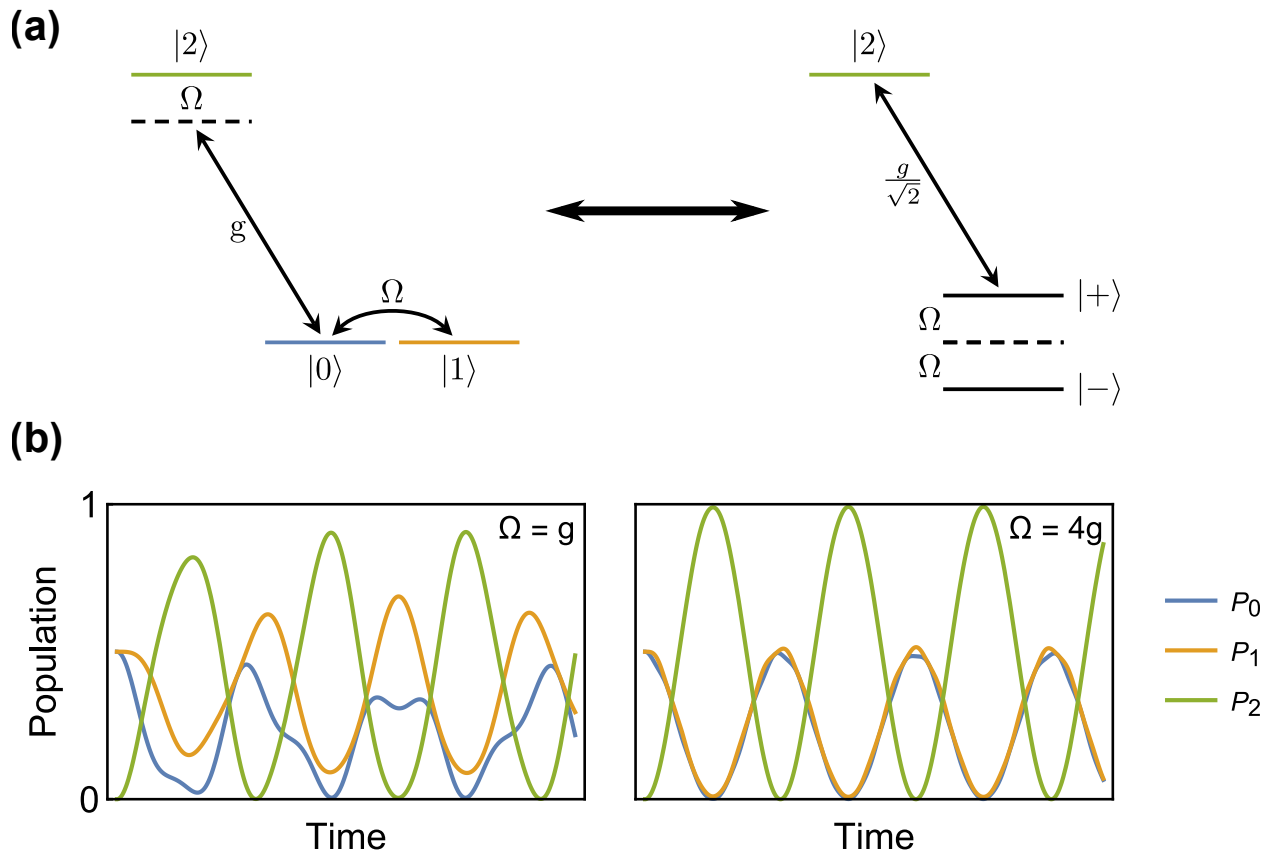 (a)
|2⟩ |2⟩
Ω
g
g/√2
Ω
|0⟩ |1⟩
|+⟩
Ω
Ω
|−⟩
(b)
Population
1
0
Ω = g
Time
Ω = 4g
Time
P₀
P₁
P₂